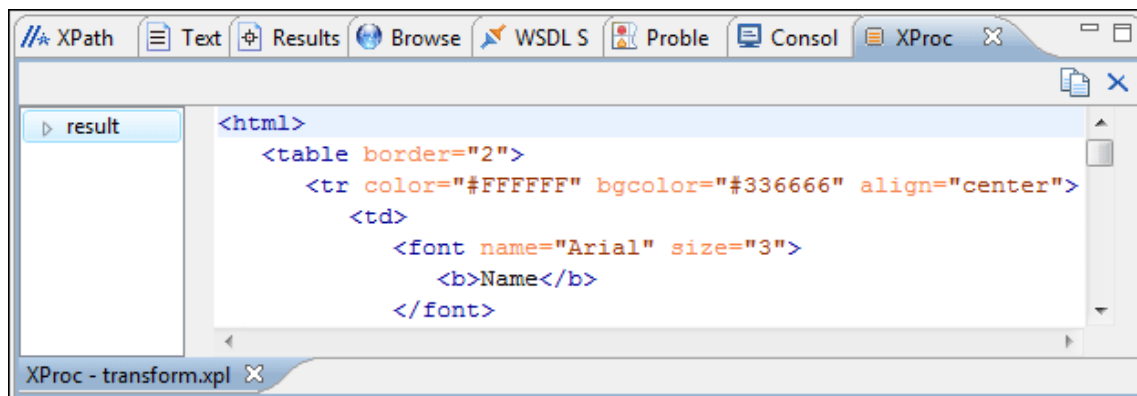 XPath Text Results Browse WSDL S Proble Consol XProc
result
<html>
<table border="2">
<tr color="#FFFFFF" bgcolor="#336666" align="center">
<td>
<font name="Arial" size="3">
<b>Name</b>
</font>
XProc - transform.xpl